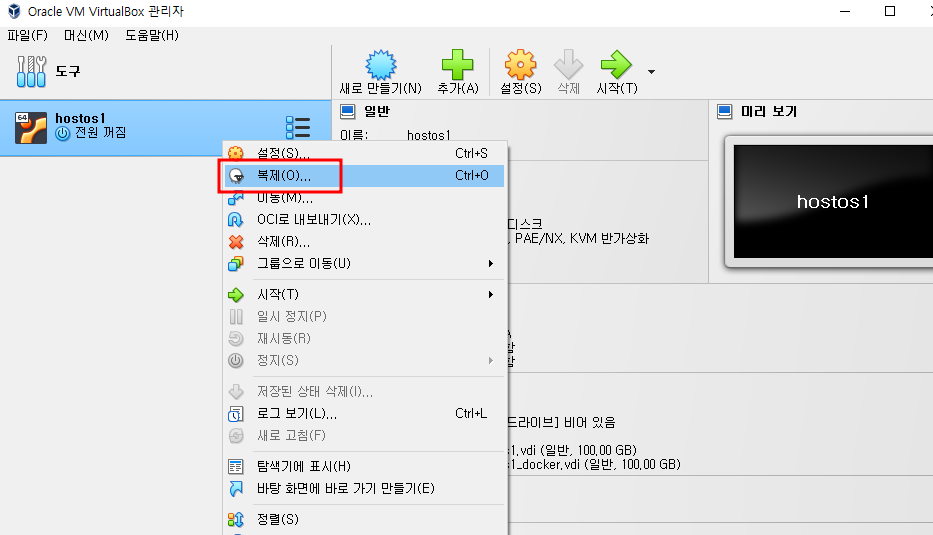 Oracle VM VirtualBox 관리자
파일(F) 머신(M) 도움말(H)
도구
새로 만들기(N) 추가(A) 설정(S) 삭제 시작(T)
64
hostos1
전원 꺼짐
일반
이름: hostos1
미리 보기
hostos1
설정(S)... Ctrl+S
복제(O)... Ctrl+O
이동(M)...
OCI로 내보내기(X)...
삭제(R)...
그룹으로 이동(U)
시작(T)
일시 정지(P)
재시동(R)
정지(S)
저장된 상태 삭제(I)...
로그 보기(L)... Ctrl+L
새로 고침(F)
탐색기에 표시(H)
바탕 화면에 바로 가기 만들기(E)
정렬(S)
디스크
, PAE/NX, KVM 반가상화
드라이브] 비어 있음
s1.vdi (일반, 100.00 GB)
s1_docker.vdi (일반, 100.00 GB)